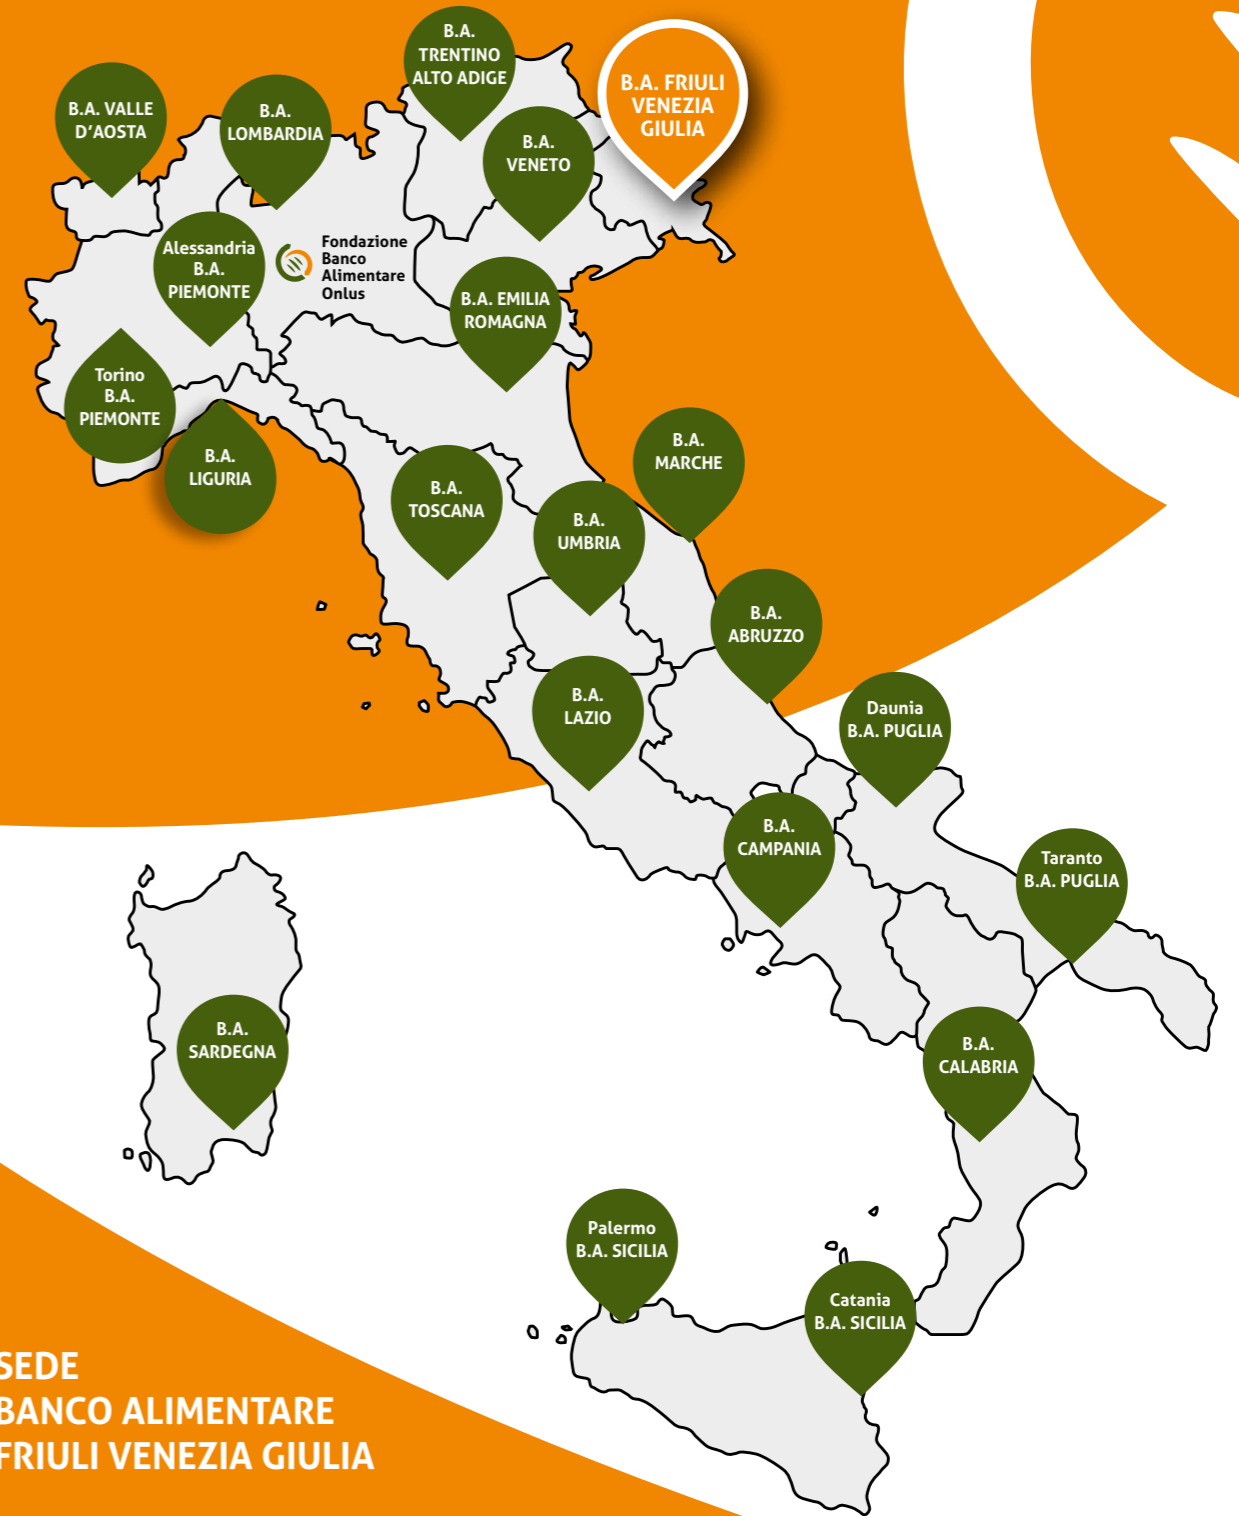 B.A.
TRENTINO
ALTO ADIGE
B.A. FRIULI
VENEZIA
GIULIA
B.A. VALLE
D'AOSTA
B.A.
LOMBARDIA
B.A.
VENETO
Alessandria
B.A.
PIEMONTE
Fondazione
Banco
Alimentare
Onlus
B.A. EMILIA
ROMAGNA
Torino
B.A.
PIEMONTE
B.A.
LIGURIA
B.A.
TOSCANA
B.A.
MARCHE
B.A.
UMBRIA
B.A.
ABRUZZO
B.A.
LAZIO
Daunia
B.A. PUGLIA
B.A.
CAMPANIA
Taranto
B.A. PUGLIA
B.A.
SARDEGNA
B.A.
CALABRIA
Palermo
B.A. SICILIA
Catania
B.A. SICILIA
SEDE
BANCO ALIMENTARE
FRIULI VENEZIA GIULIA